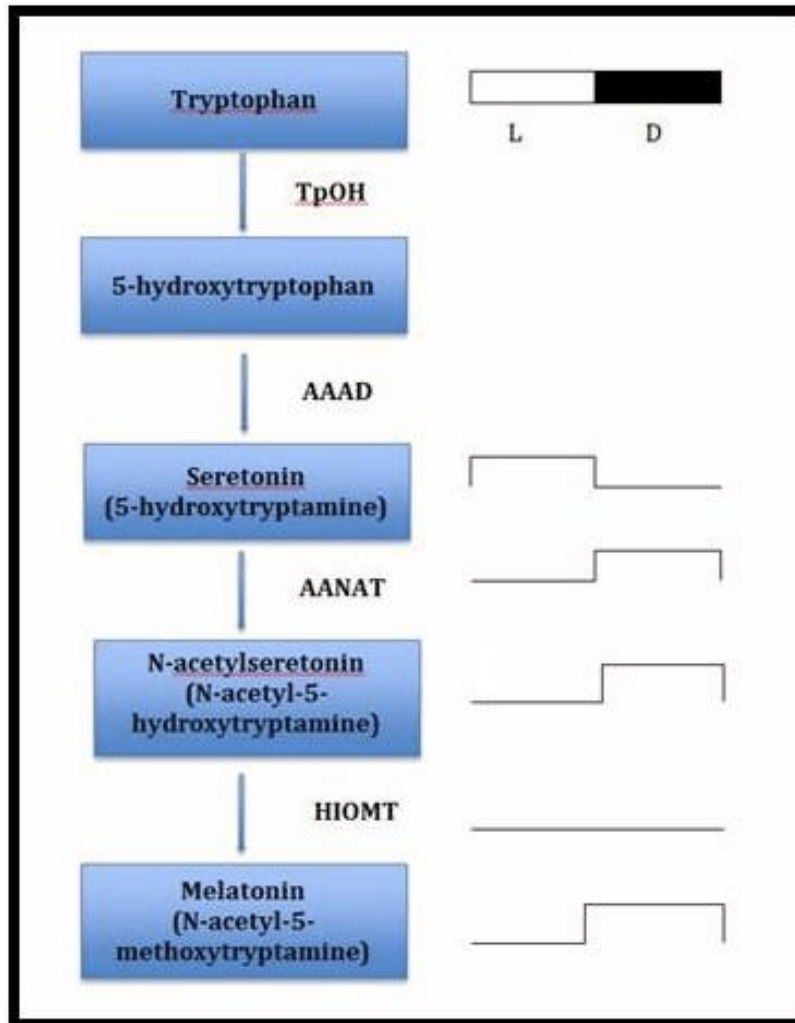 Tryptophan
L D
TpOH
5-hydroxytryptophan
AAAD
Seretonin
(5-hydroxytryptamine)
AANAT
N-acetylseretonin
(N-acetyl-5-
hydroxytryptamine)
HIOMT
Melatonin
(N-acetyl-5-
methoxytryptamine)